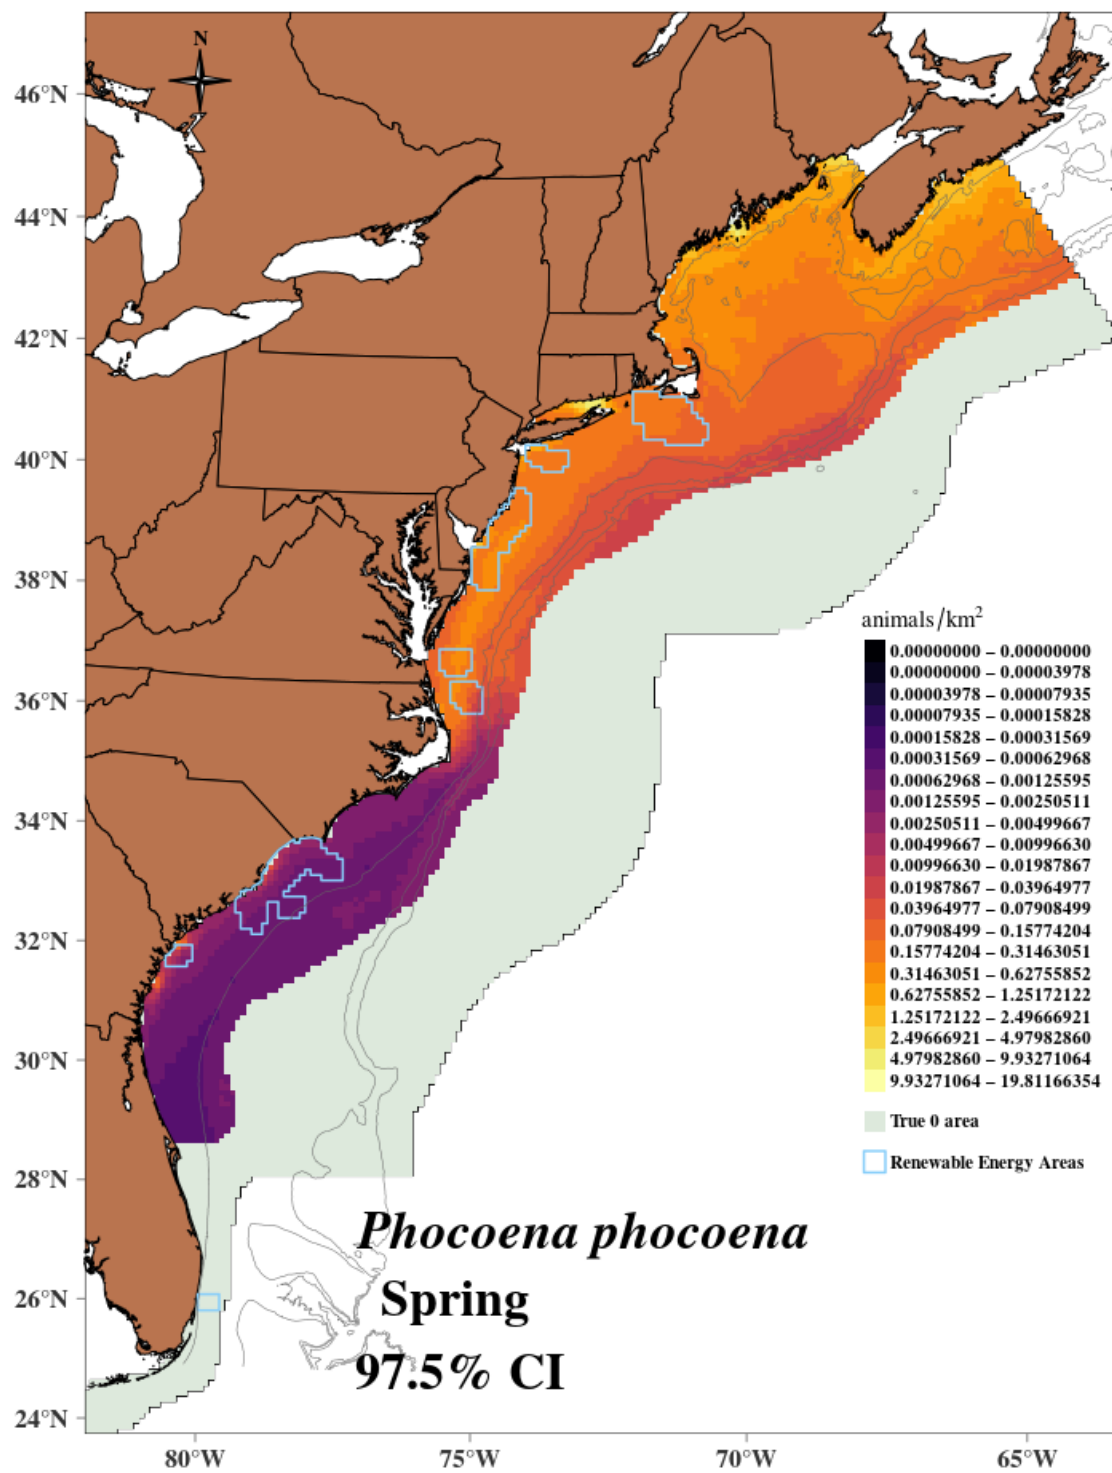 N
46°N
44°N
42°N
40°N
38°N
36°N
34°N
32°N
30°N
28°N
26°N
24°N
80°W
75°W
70°W
65°W
animals/km²
0.00000000 – 0.00000000
0.00000000 – 0.00003978
0.00003978 – 0.00007935
0.00007935 – 0.00015828
0.00015828 – 0.00031569
0.00031569 – 0.00062968
0.00062968 – 0.00125595
0.00125595 – 0.00250511
0.00250511 – 0.00499667
0.00499667 – 0.00996630
0.00996630 – 0.01987867
0.01987867 – 0.03964977
0.03964977 – 0.07908499
0.07908499 – 0.15774204
0.15774204 – 0.31463051
0.31463051 – 0.62755852
0.62755852 – 1.25172122
1.25172122 – 2.49666921
2.49666921 – 4.97982860
4.97982860 – 9.93271064
9.93271064 – 19.81166354
True 0 area
Renewable Energy Areas
Phocoena phocoena
Spring
97.5% CI